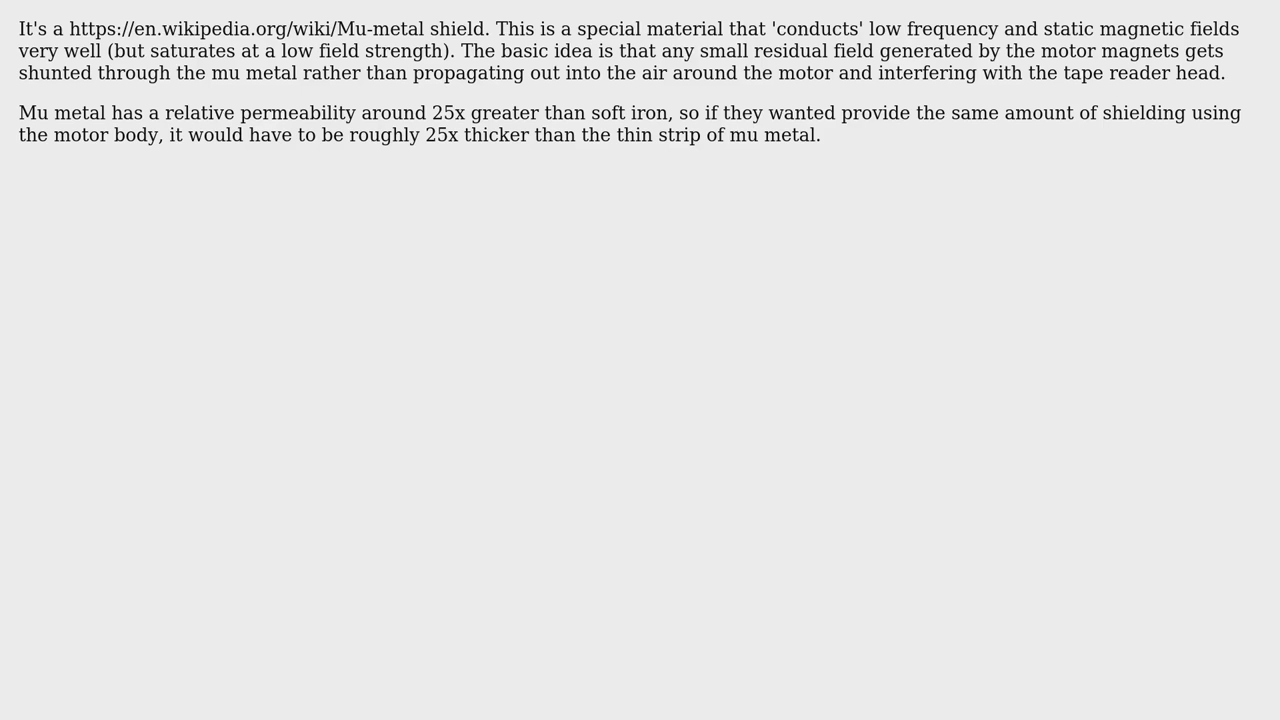 It's a https://en.wikipedia.org/wiki/Mu-metal shield. This is a special material that 'conducts' low frequency and static magnetic fields
very well (but saturates at a low field strength). The basic idea is that any small residual field generated by the motor magnets gets
shunted through the mu metal rather than propagating out into the air around the motor and interfering with the tape reader head.
Mu metal has a relative permeability around 25x greater than soft iron, so if they wanted provide the same amount of shielding using
the motor body, it would have to be roughly 25x thicker than the thin strip of mu metal.